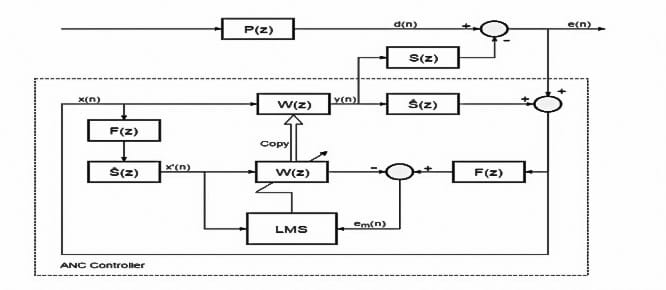 P(z)
d(n)
+
e(n)
-
S(z)
+
x(n)
W(z)
y(n)
Ŝ(z)
+
F(z)
Copy
Ŝ(z)
x'(n)
W(z)
-
+
F(z)
LMS
em(n)
ANC Controller